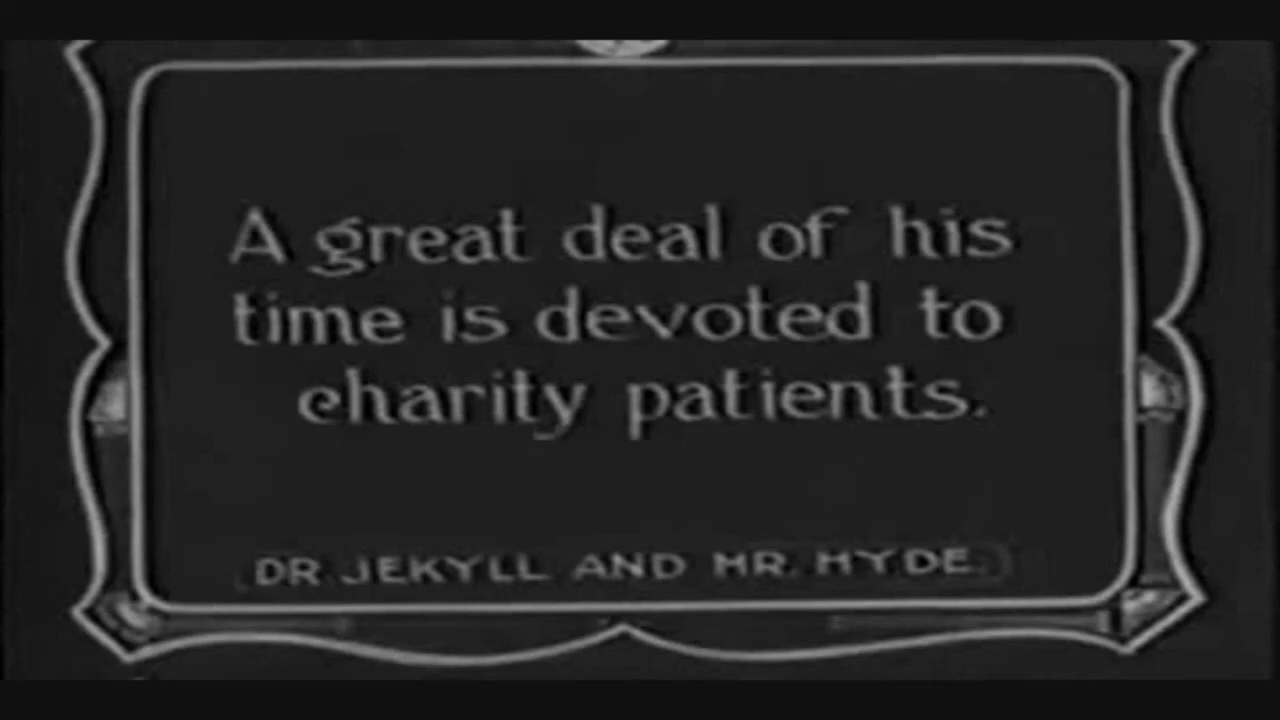 A great deal of his
time is devoted to
charity patients.
DR. JEKYLL AND MR. HYDE.